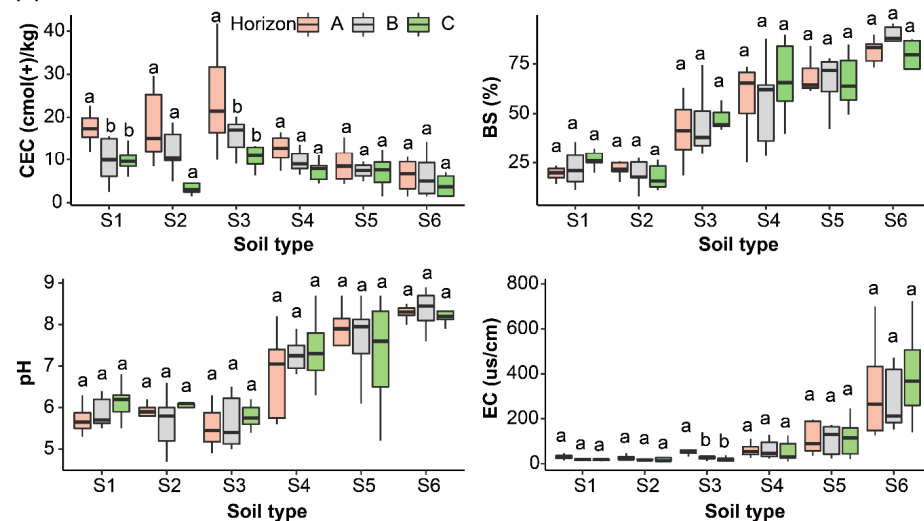 Horizon A B C
CEC (cmol(+)/kg)
40
30
20
10
0
a b b
a a a
a b b
a a a
a a a
a a a
S1 S2 S3 S4 S5 S6
Soil type
BS (%)
75
50
25
a a a
a a a
a a a
a a a
a a a
a a a
S1 S2 S3 S4 S5 S6
Soil type
pH
9
8
7
6
5
a a a
a a a
a a a
a a a
a a a
a a a
S1 S2 S3 S4 S5 S6
Soil type
EC (us/cm)
800
600
400
200
0
a a a
a a a
a b b
a a a
a a a
a a a
S1 S2 S3 S4 S5 S6
Soil type